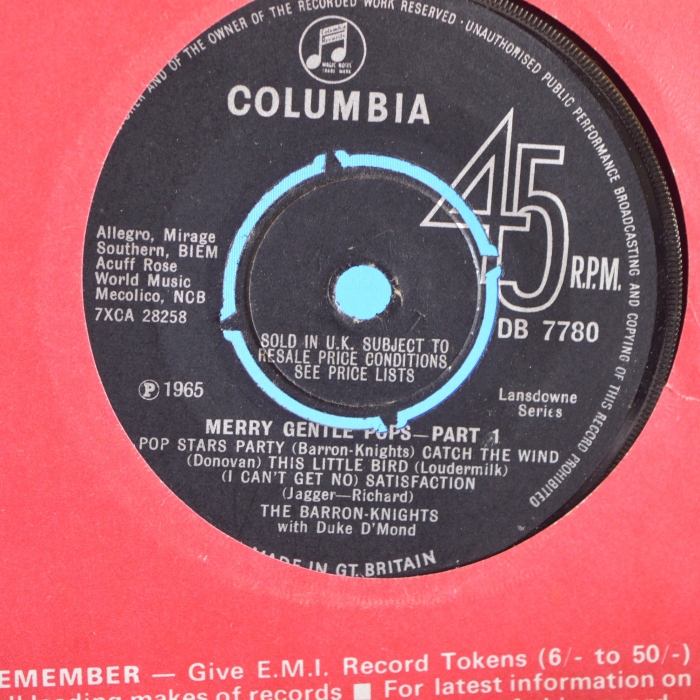 AND OF THE OWNER OF THE RECORDED WORK RESERVED · UNAUTHORISED PUBLIC PERFORMANCE BROADCASTING AND COPYING OF THIS RECORD PROHIBITED
MAGIC NOTES
TRADE MARK
COLUMBIA
45
R.P.M.
Allegro, Mirage
Southern, BIEM
Acuff Rose
World Music
Mecolico, NCB
7XCA 28258
DB 7780
SOLD IN U.K. SUBJECT TO
RESALE PRICE CONDITIONS,
SEE PRICE LISTS
Ⓟ 1965
Lansdowne
Series
MERRY GENTLE POPS—PART 1
POP STARS PARTY (Barron-Knights) CATCH THE WIND
(Donovan) THIS LITTLE BIRD (Loudermilk)
(I CAN'T GET NO) SATISFACTION
(Jagger—Richard)
THE BARRON-KNIGHTS
with Duke D'Mond
MADE IN GT. BRITAIN
EMEMBER — Give E.M.I. Record Tokens (6/- to 50/-)
leading makes of records ■ For latest information on